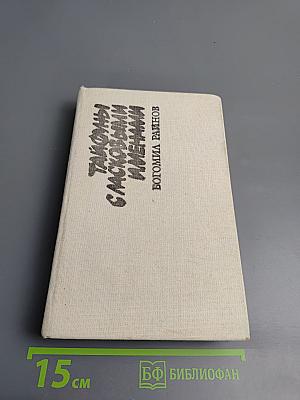 ТАЙФУНЫ
С ЛАСКОВЫМИ
ИМЕНАМИ
БОГОМИЛ РАЙНОВ
15 см
БФ БИБЛИОФАН